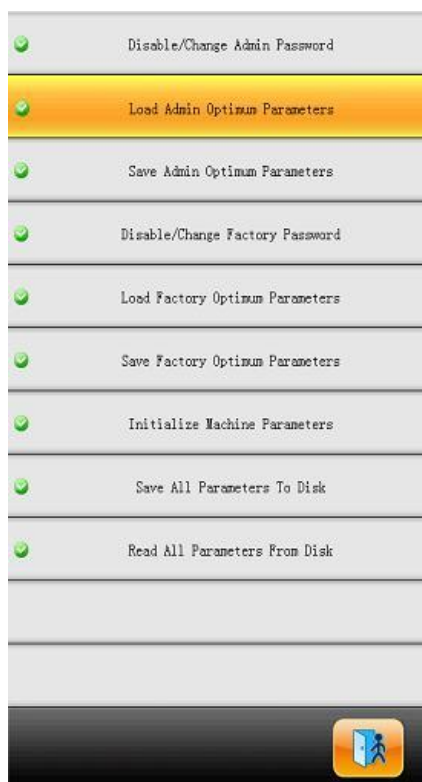 Disable/Change Admin Password
Load Admin Optimum Parameters
Save Admin Optimum Parameters
Disable/Change Factory Password
Load Factory Optimum Parameters
Save Factory Optimum Parameters
Initialize Machine Parameters
Save All Parameters To Disk
Read All Parameters From Disk